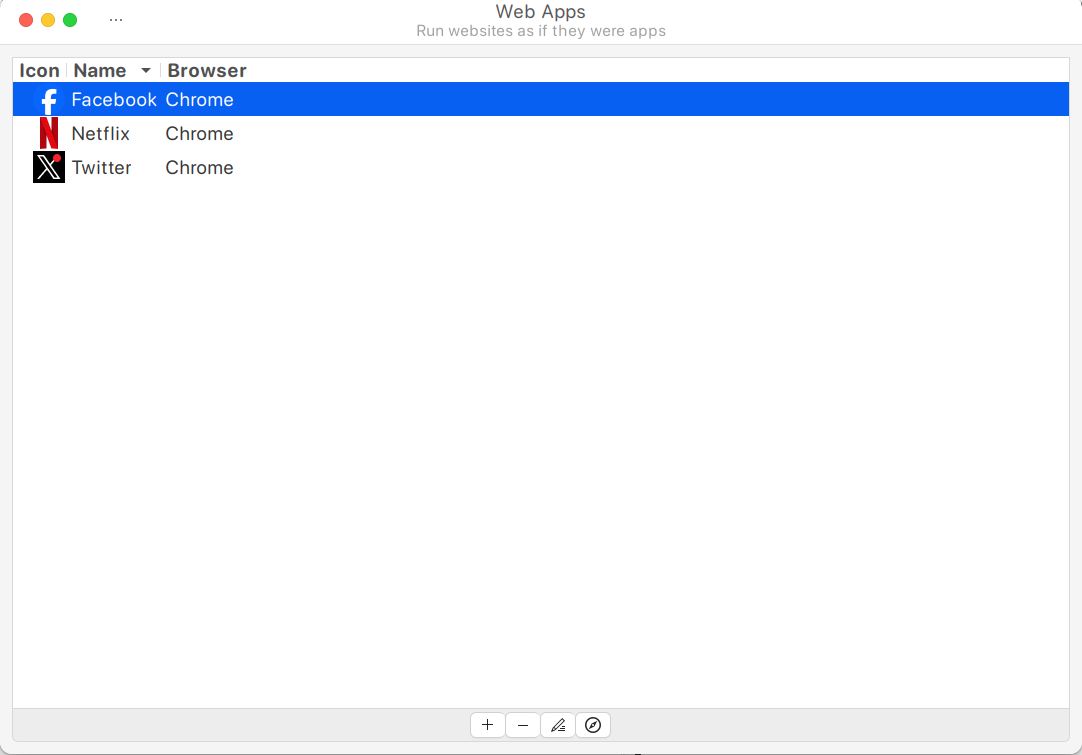 Web Apps
Run websites as if they were apps
Icon Name Browser
Facebook Chrome
Netflix Chrome
Twitter Chrome